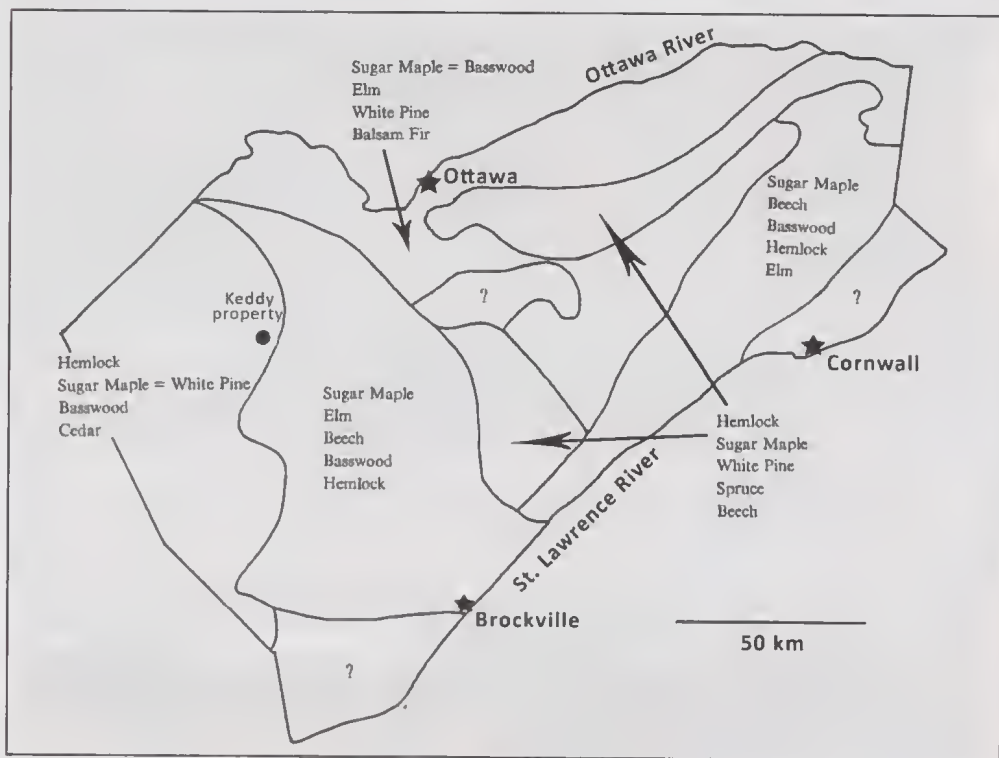 Ottawa River
Sugar Maple = Basswood
Elm
White Pine
Balsam Fir
Ottawa
Sugar Maple
Beech
Basswood
Hemlock
Elm
?
?
Keddy
property
Cornwall
Hemlock
Sugar Maple = White Pine
Basswood
Cedar
Sugar Maple
Elm
Beech
Basswood
Hemlock
Hemlock
Sugar Maple
White Pine
Spruce
Beech
St. Lawrence River
Brockville
50 km
?